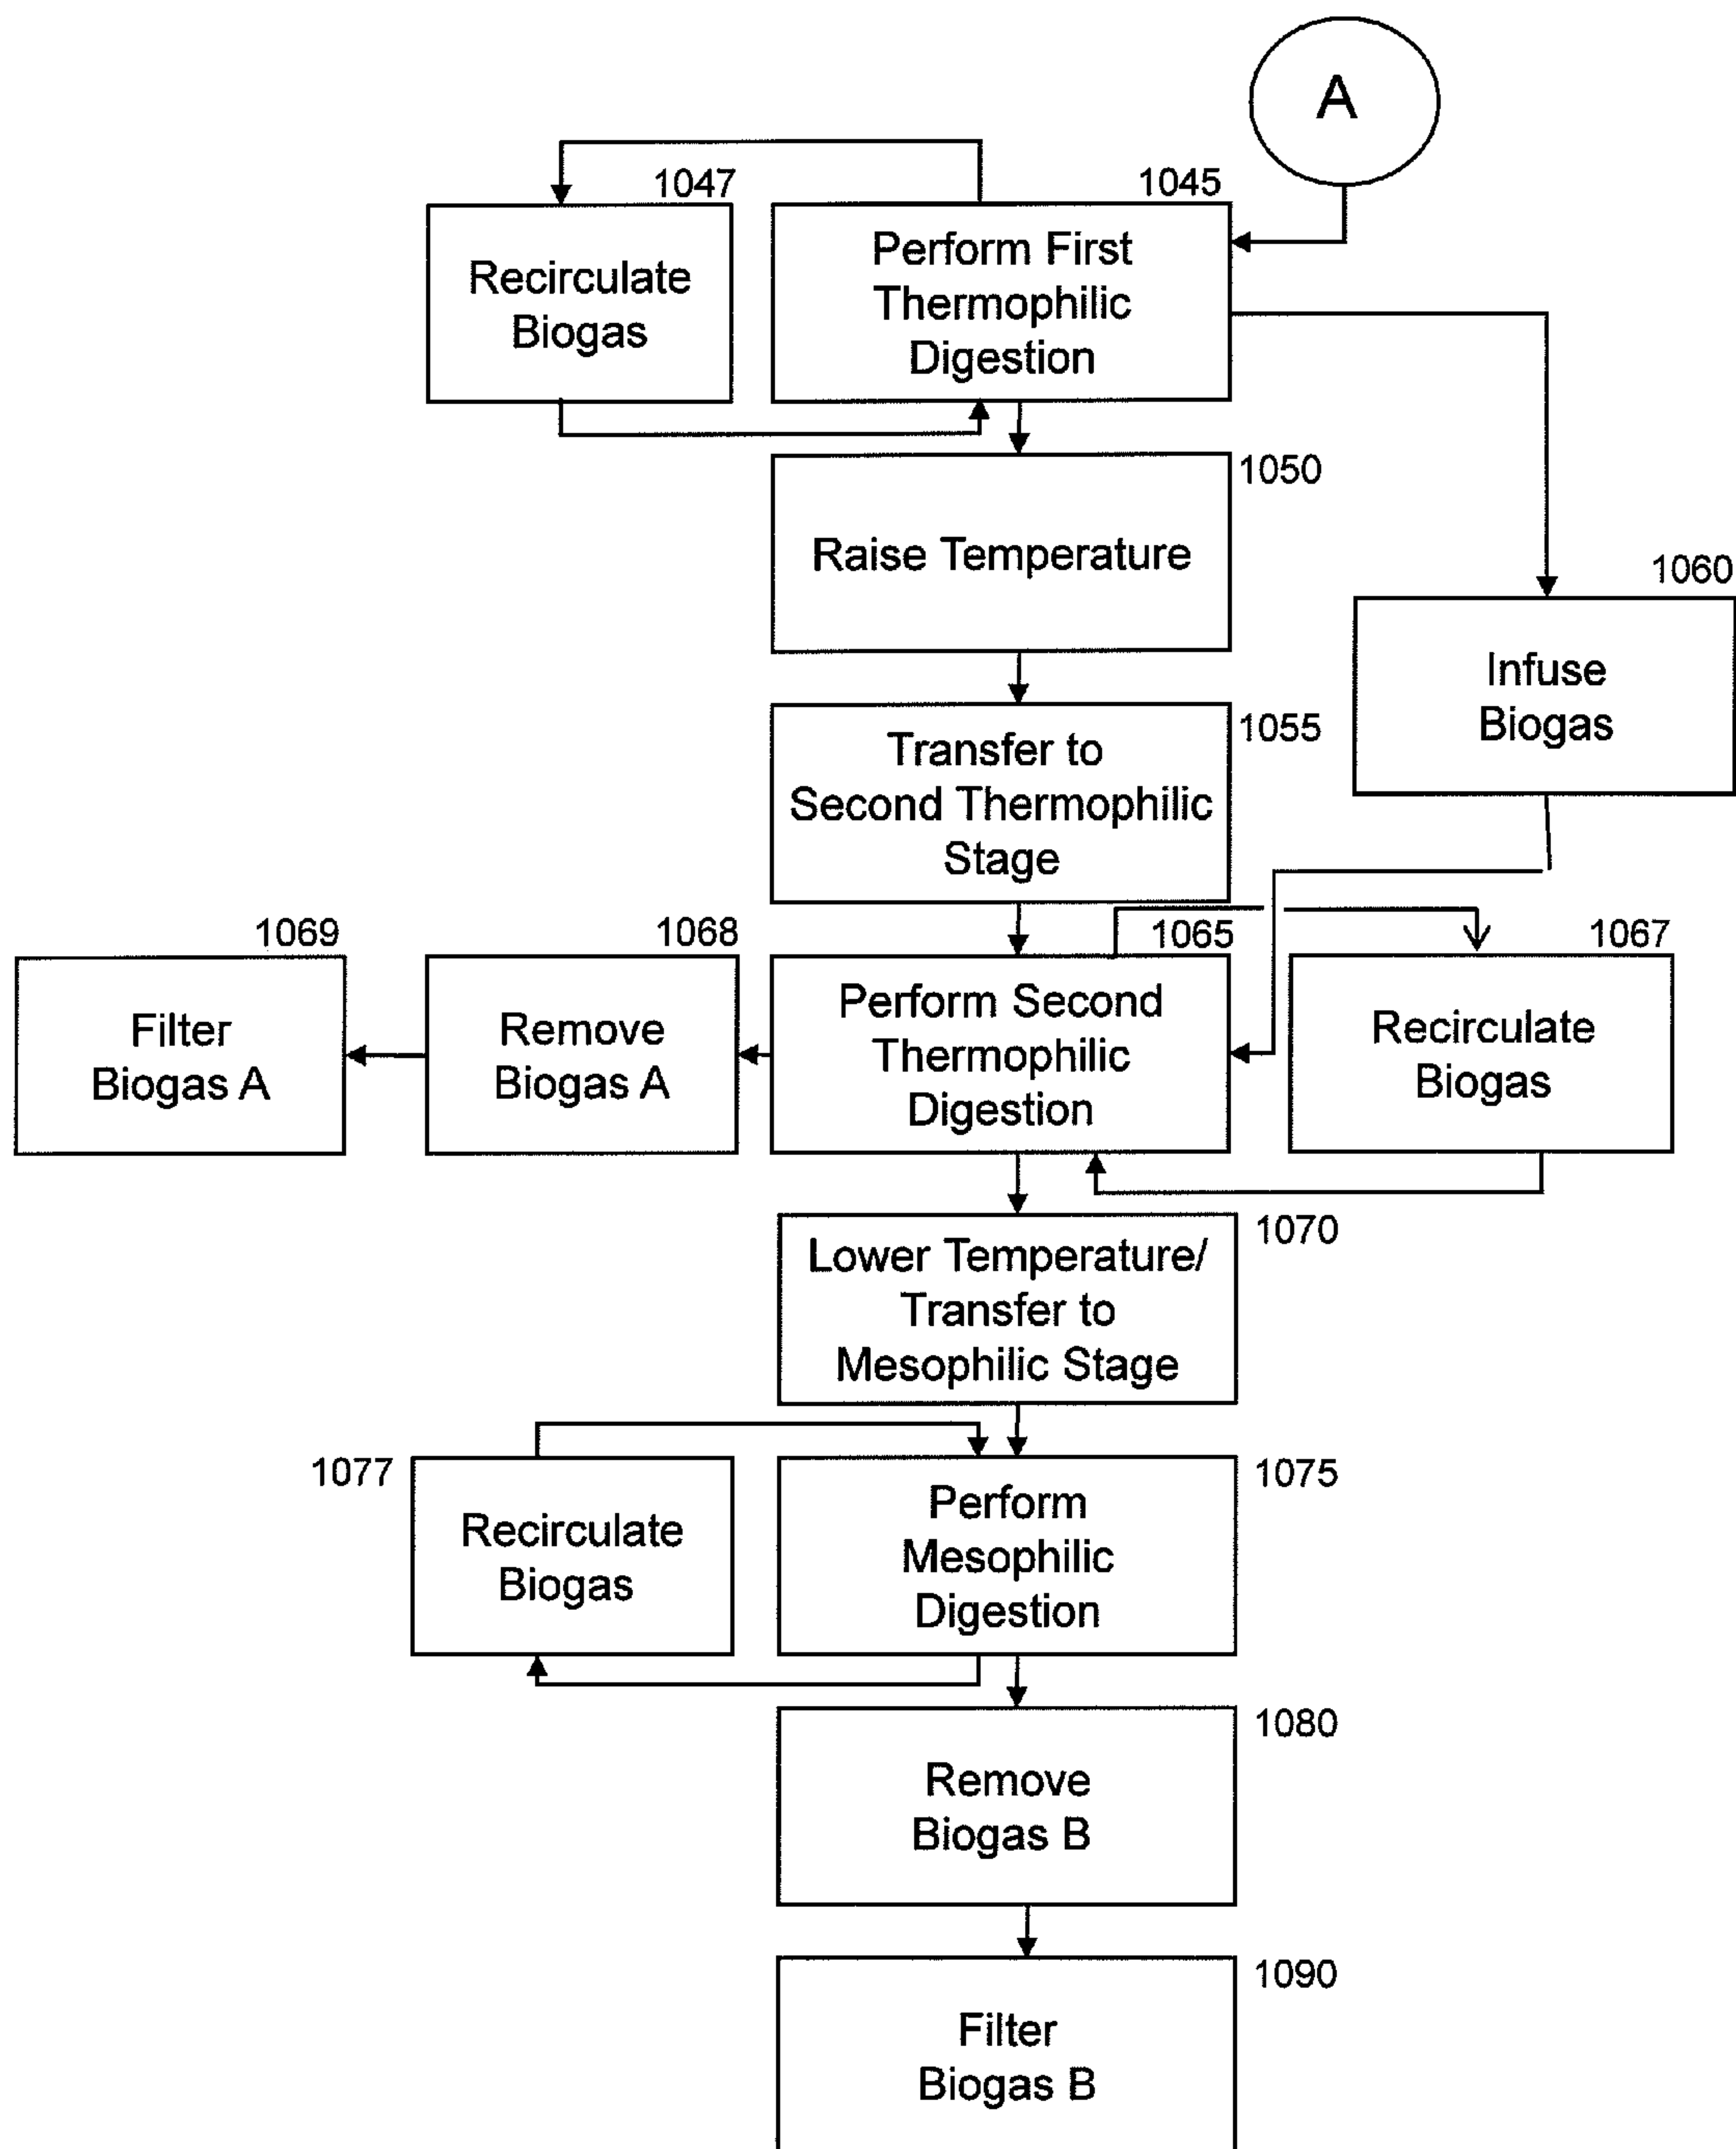 A
1047
1045
Recirculate
Biogas
Perform First
Thermophilic
Digestion
1050
Raise Temperature
1060
Infuse
Biogas
1055
Transfer to
Second Thermophilic
Stage
1069
1068
1065
1067
Filter
Biogas A
Remove
Biogas A
Perform Second
Thermophilic
Digestion
Recirculate
Biogas
1070
Lower Temperature/
Transfer to
Mesophilic Stage
1077
1075
Recirculate
Biogas
Perform
Mesophilic
Digestion
1080
Remove
Biogas B
1090
Filter
Biogas B